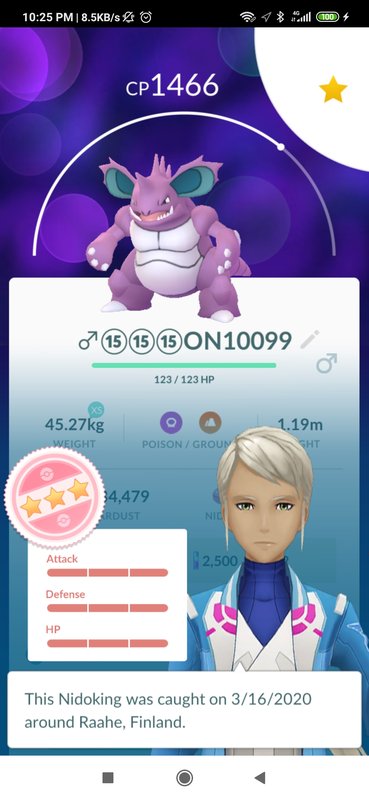 10:25 PM | 8.5KB/s
4G
100
CP1466
♂⑮⑮⑮ON10099
123 / 123 HP
XS
45.27kg
1.19m
WEIGHT
POISON /
2,500
Attack
Defense
HP
This Nidoking was caught on 3/16/2020
around Raahe, Finland.